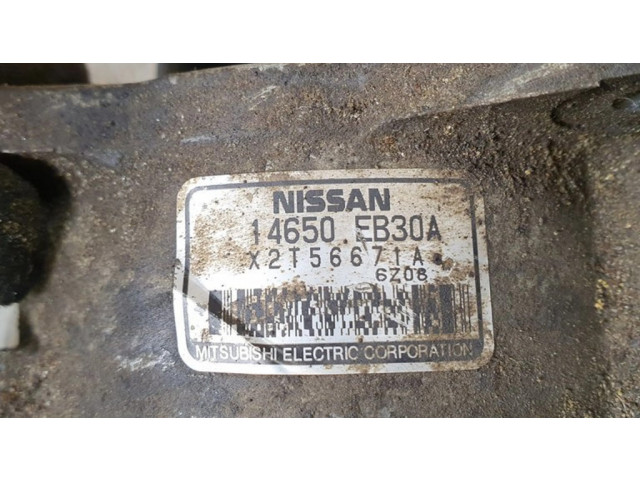 NISSAN
14650 EB30A
X2T56671A
6Z08
MITSUBISHI ELECTRIC CORPORATION